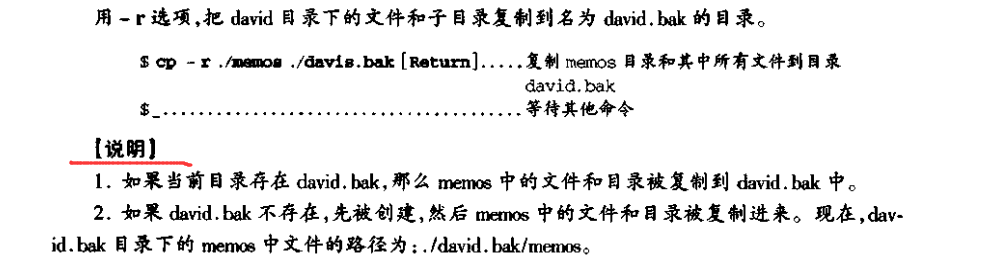 用 -r 选项,把 david 目录下的文件和子目录复制到名为 david.bak 的目录。
$ cp -r ./memos ./davis.bak [Return].....复制 memos 目录和其中所有文件到目录
david.bak
$_........................................等待其他命令
【说明】
1. 如果当前目录存在 david.bak,那么 memos 中的文件和目录被复制到 david.bak 中。
2. 如果 david.bak 不存在,先被创建,然后 memos 中的文件和目录被复制进来。现在,dav-
id.bak 目录下的 memos 中文件的路径为:./david.bak/memos。